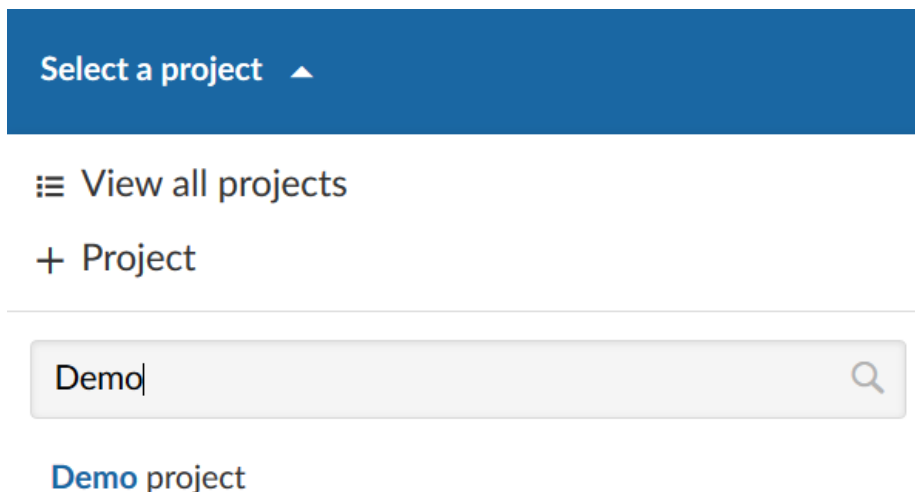 Select a project
View all projects
+ Project
Demo
Demo project